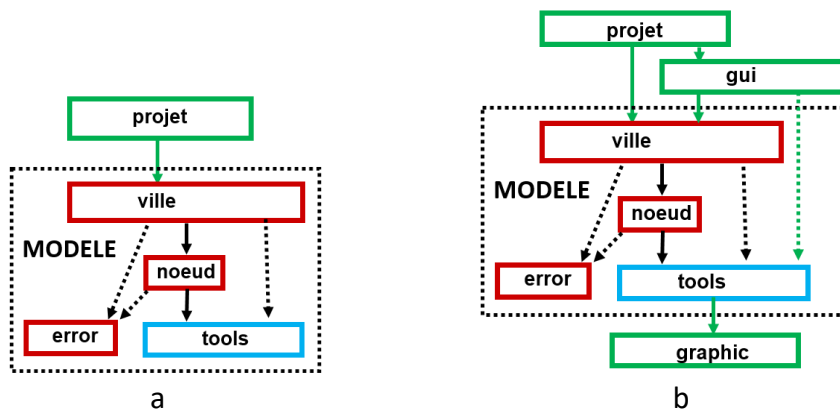 projet
ville
MODELE
noeud
error
tools
a
projet
gui
ville
MODELE
noeud
error
tools
graphic
b